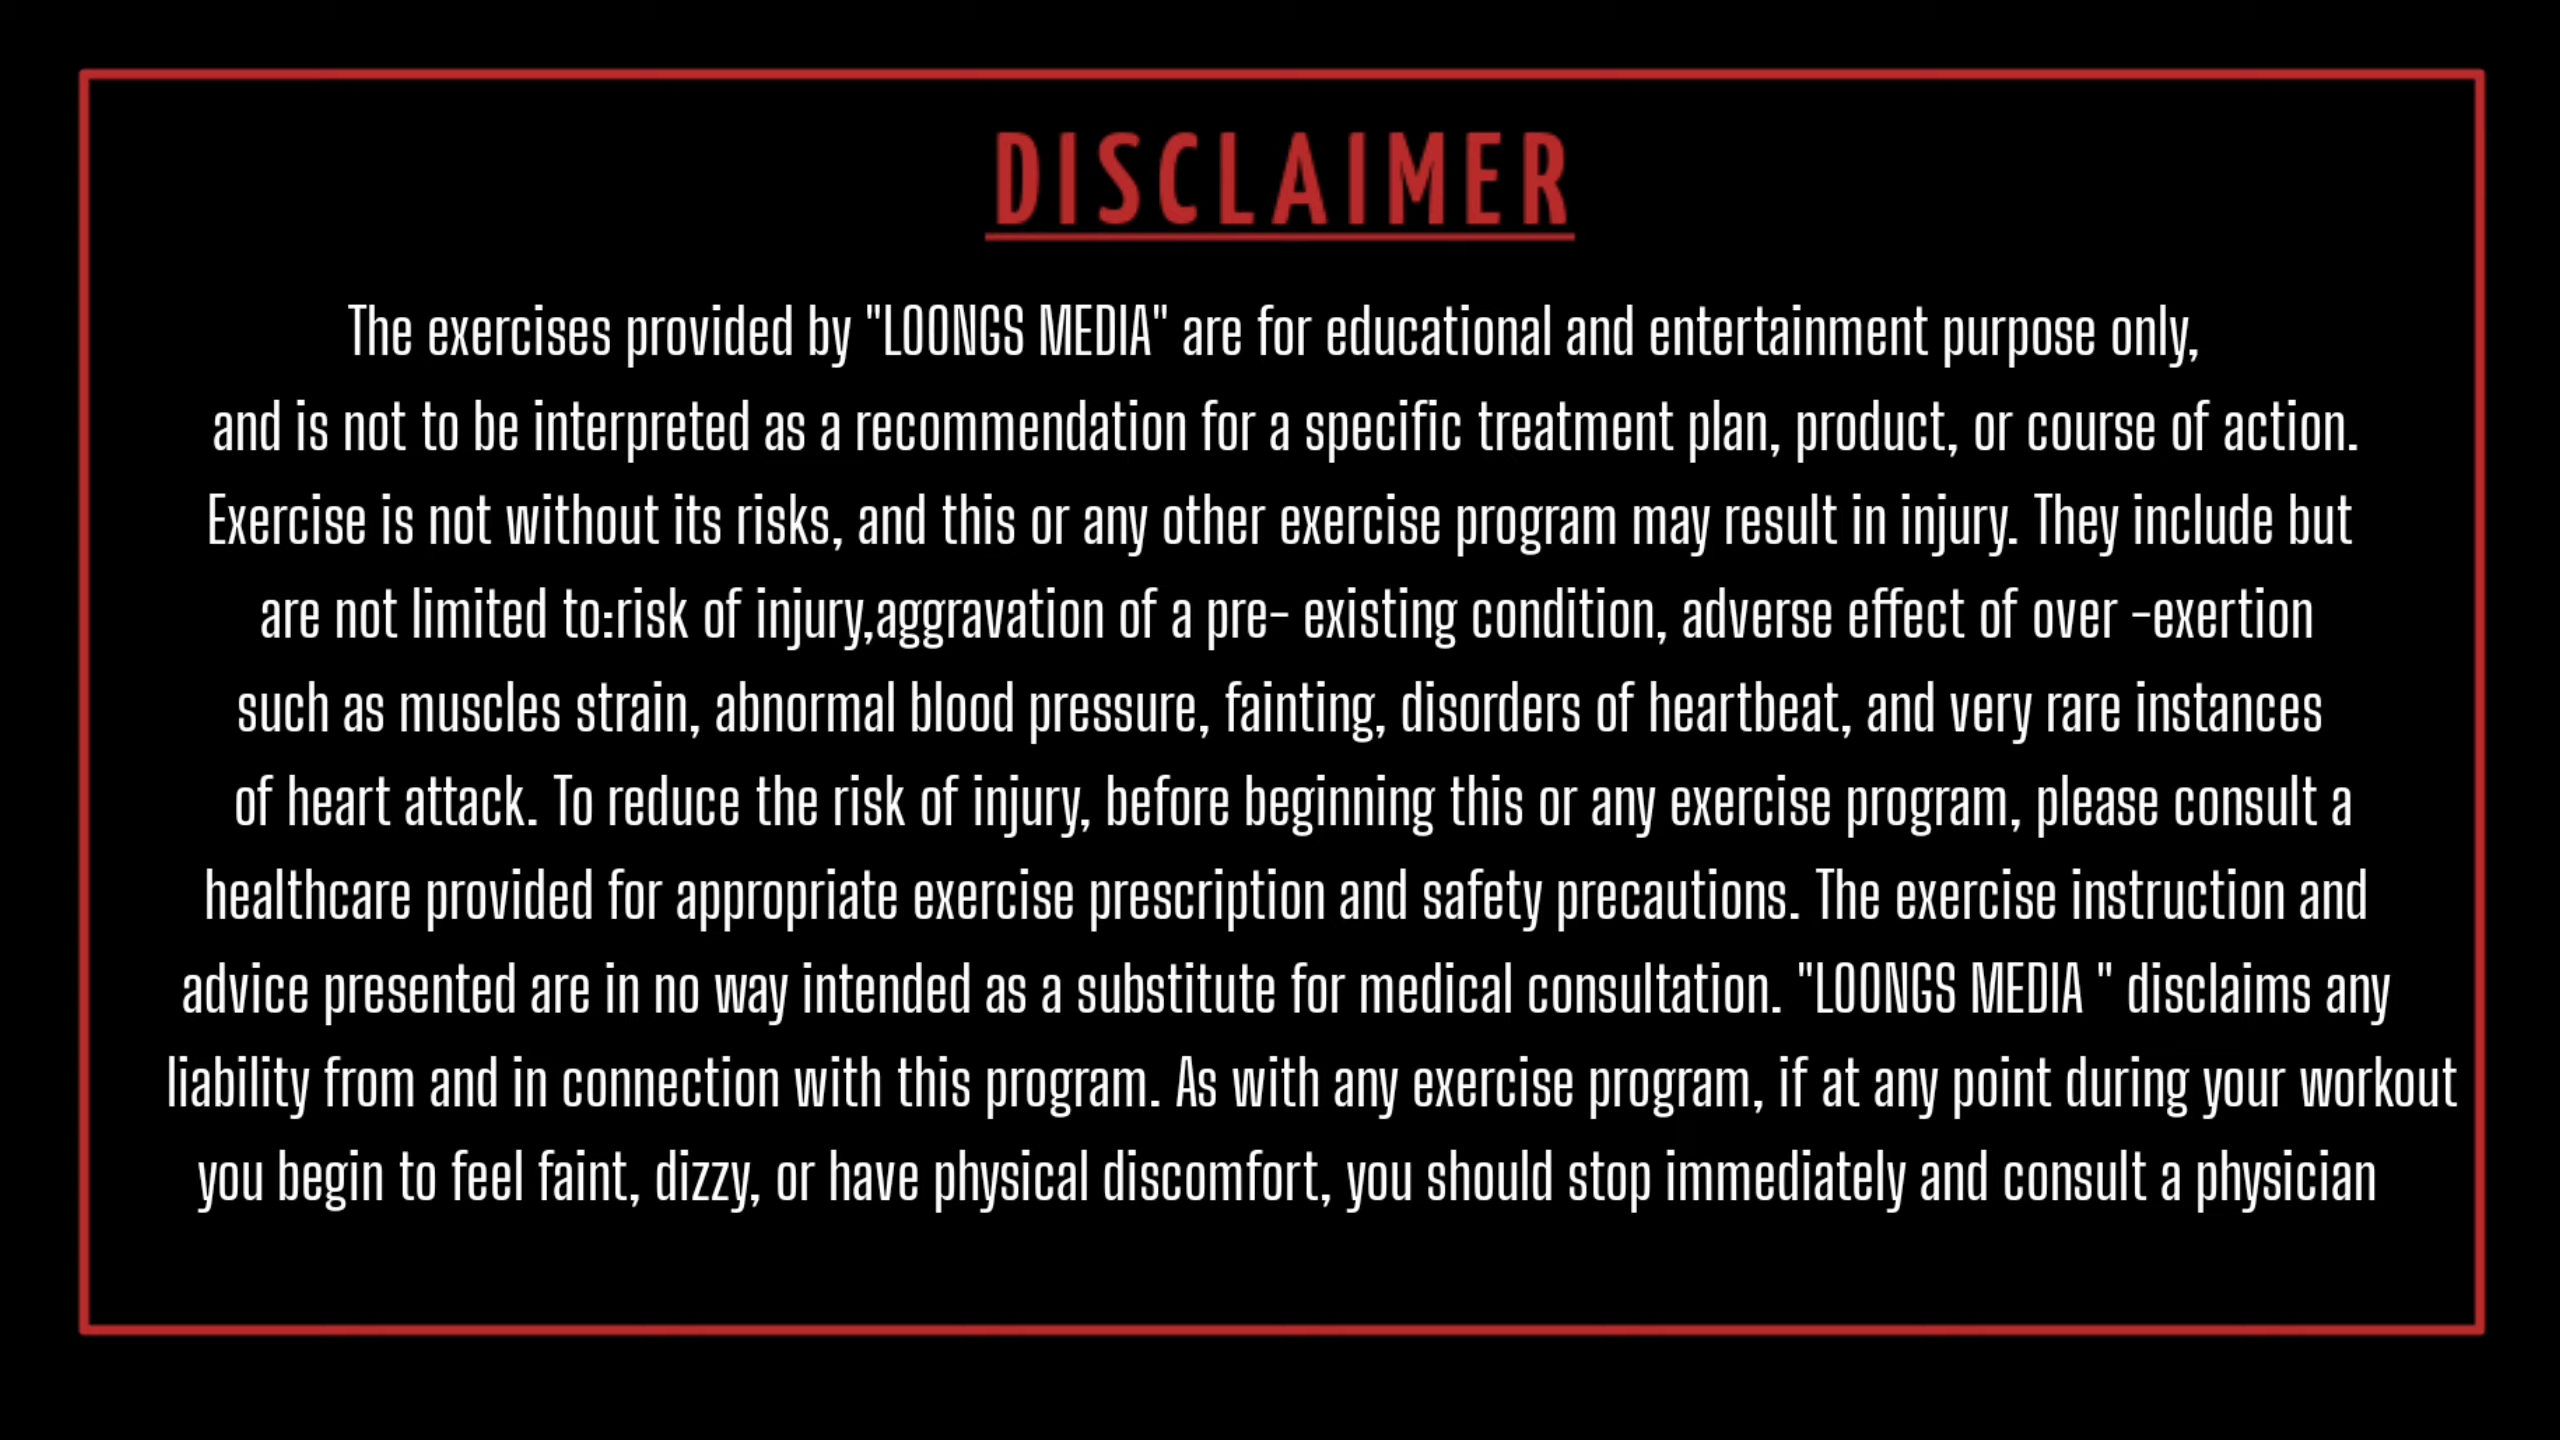 DISCLAIMER
The exercises provided by "LOONGS MEDIA" are for educational and entertainment purpose only,
and is not to be interpreted as a recommendation for a specific treatment plan, product, or course of action.
Exercise is not without its risks, and this or any other exercise program may result in injury. They include but
are not limited to:risk of injury,aggravation of a pre- existing condition, adverse effect of over -exertion
such as muscles strain, abnormal blood pressure, fainting, disorders of heartbeat, and very rare instances
of heart attack. To reduce the risk of injury, before beginning this or any exercise program, please consult a
healthcare provided for appropriate exercise prescription and safety precautions. The exercise instruction and
advice presented are in no way intended as a substitute for medical consultation. "LOONGS MEDIA " disclaims any
liability from and in connection with this program. As with any exercise program, if at any point during your workout
you begin to feel faint, dizzy, or have physical discomfort, you should stop immediately and consult a physician